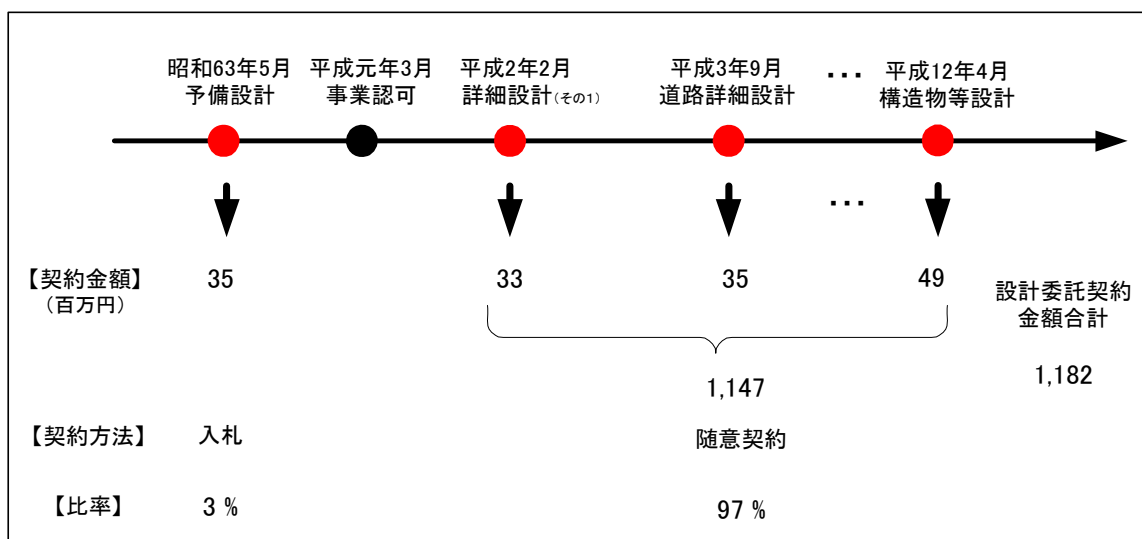 昭和63年5月
予備設計
平成元年3月
事業認可
平成2年2月
詳細設計(その1)
平成3年9月
道路詳細設計
・・・
平成12年4月
構造物等設計
・・・
【契約金額】
(百万円)
35
33
35
49
設計委託契約
金額合計
1,147
1,182
【契約方法】
入札
随意契約
【比率】
3 %
97 %